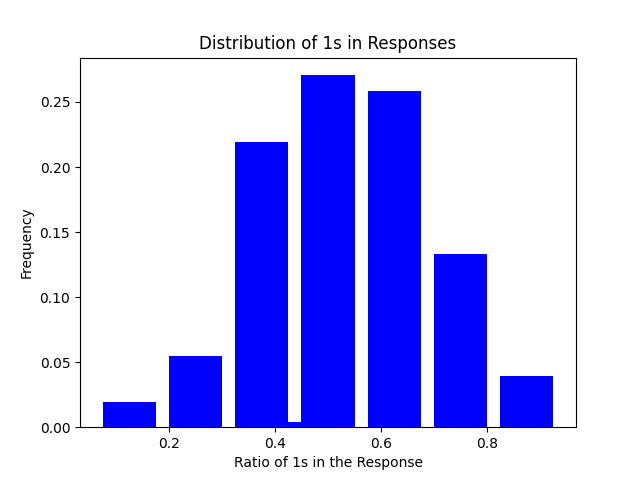 Distribution of 1s in Responses
Frequency
0.25
0.20
0.15
0.10
0.05
0.00
0.2 0.4 0.6 0.8
Ratio of 1s in the Response